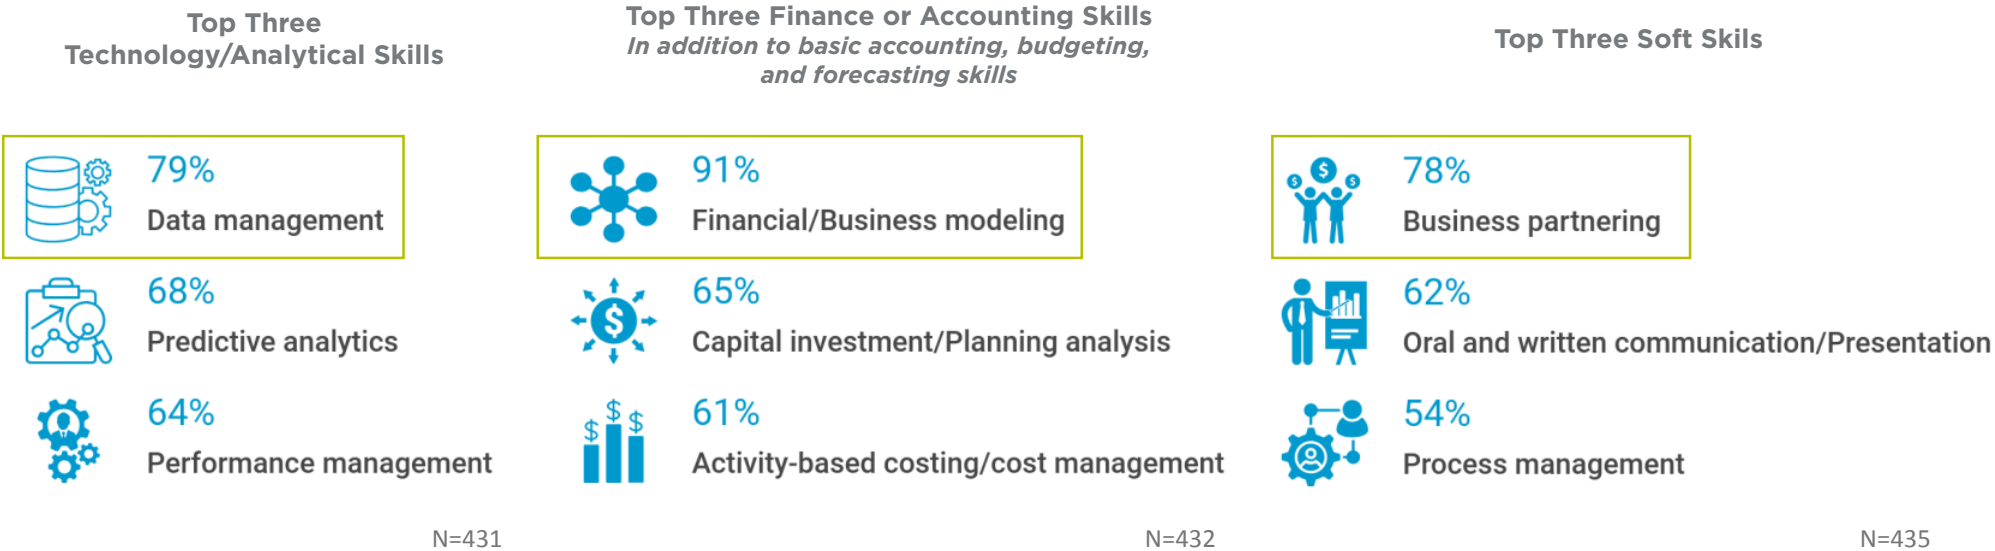 Top Three
Technology/Analytical Skills
79%
Data management
68%
Predictive analytics
64%
Performance management
N=431
Top Three Finance or Accounting Skills
In addition to basic accounting, budgeting,
and forecasting skills
91%
Financial/Business modeling
65%
Capital investment/Planning analysis
61%
Activity-based costing/cost management
N=432
Top Three Soft Skils
78%
Business partnering
62%
Oral and written communication/Presentation
54%
Process management
N=435